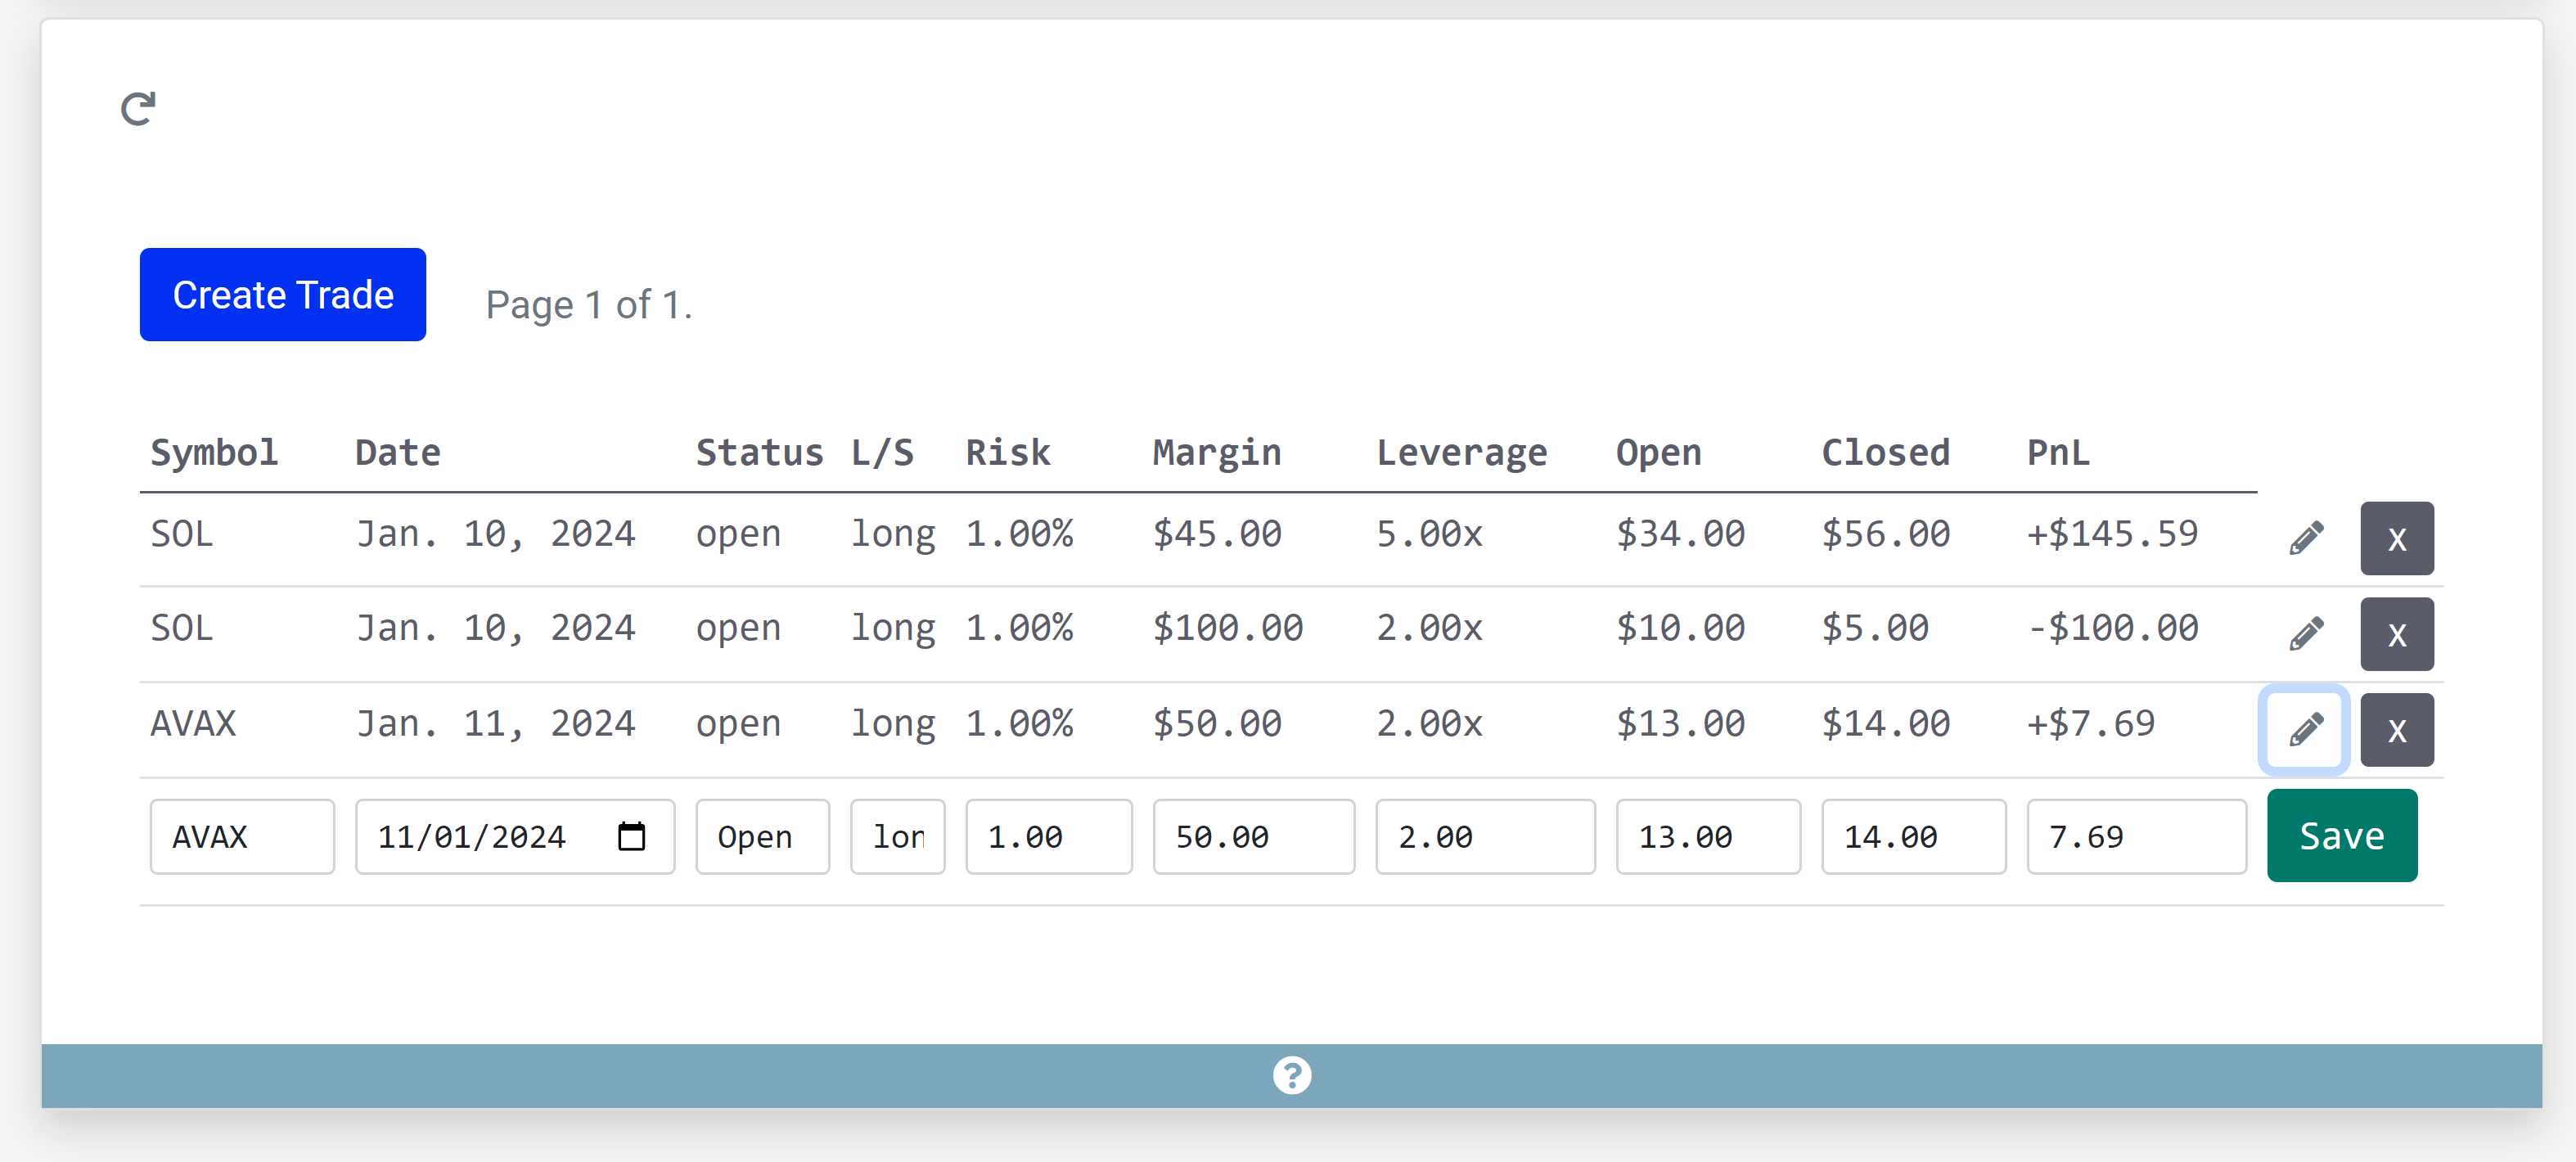 Create Trade Page 1 of 1.
Symbol Date Status L/S Risk Margin Leverage Open Closed PnL
SOL Jan. 10, 2024 open long 1.00% $45.00 5.00x $34.00 $56.00 +$145.59 X
SOL Jan. 10, 2024 open long 1.00% $100.00 2.00x $10.00 $5.00 -$100.00 X
AVAX Jan. 11, 2024 open long 1.00% $50.00 2.00x $13.00 $14.00 +$7.69 X
AVAX 11/01/2024 Open lon 1.00 50.00 2.00 13.00 14.00 7.69 Save
?